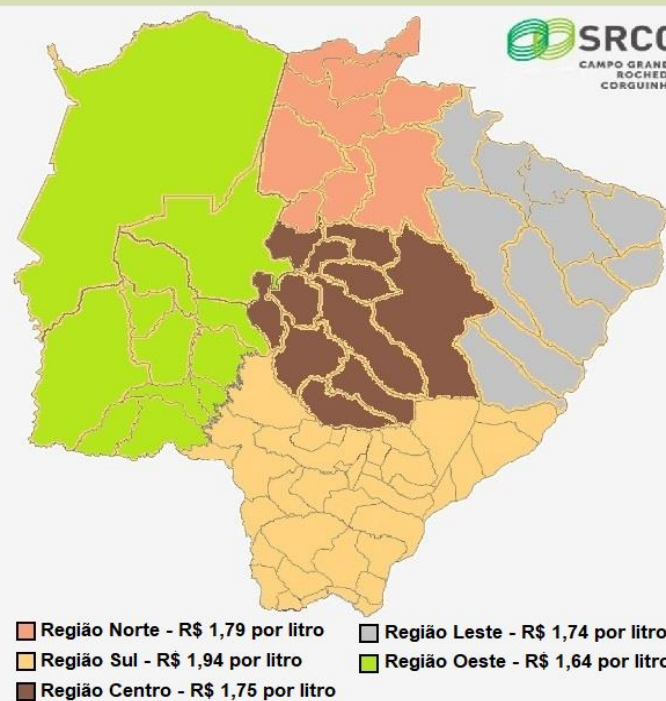 SRCG
CAMPO GRANDE
ROCHED
CORGUINH
Região Norte - R$ 1,79 por litro
Região Leste - R$ 1,74 por litro
Região Sul - R$ 1,94 por litro
Região Oeste - R$ 1,64 por litro
Região Centro - R$ 1,75 por litro